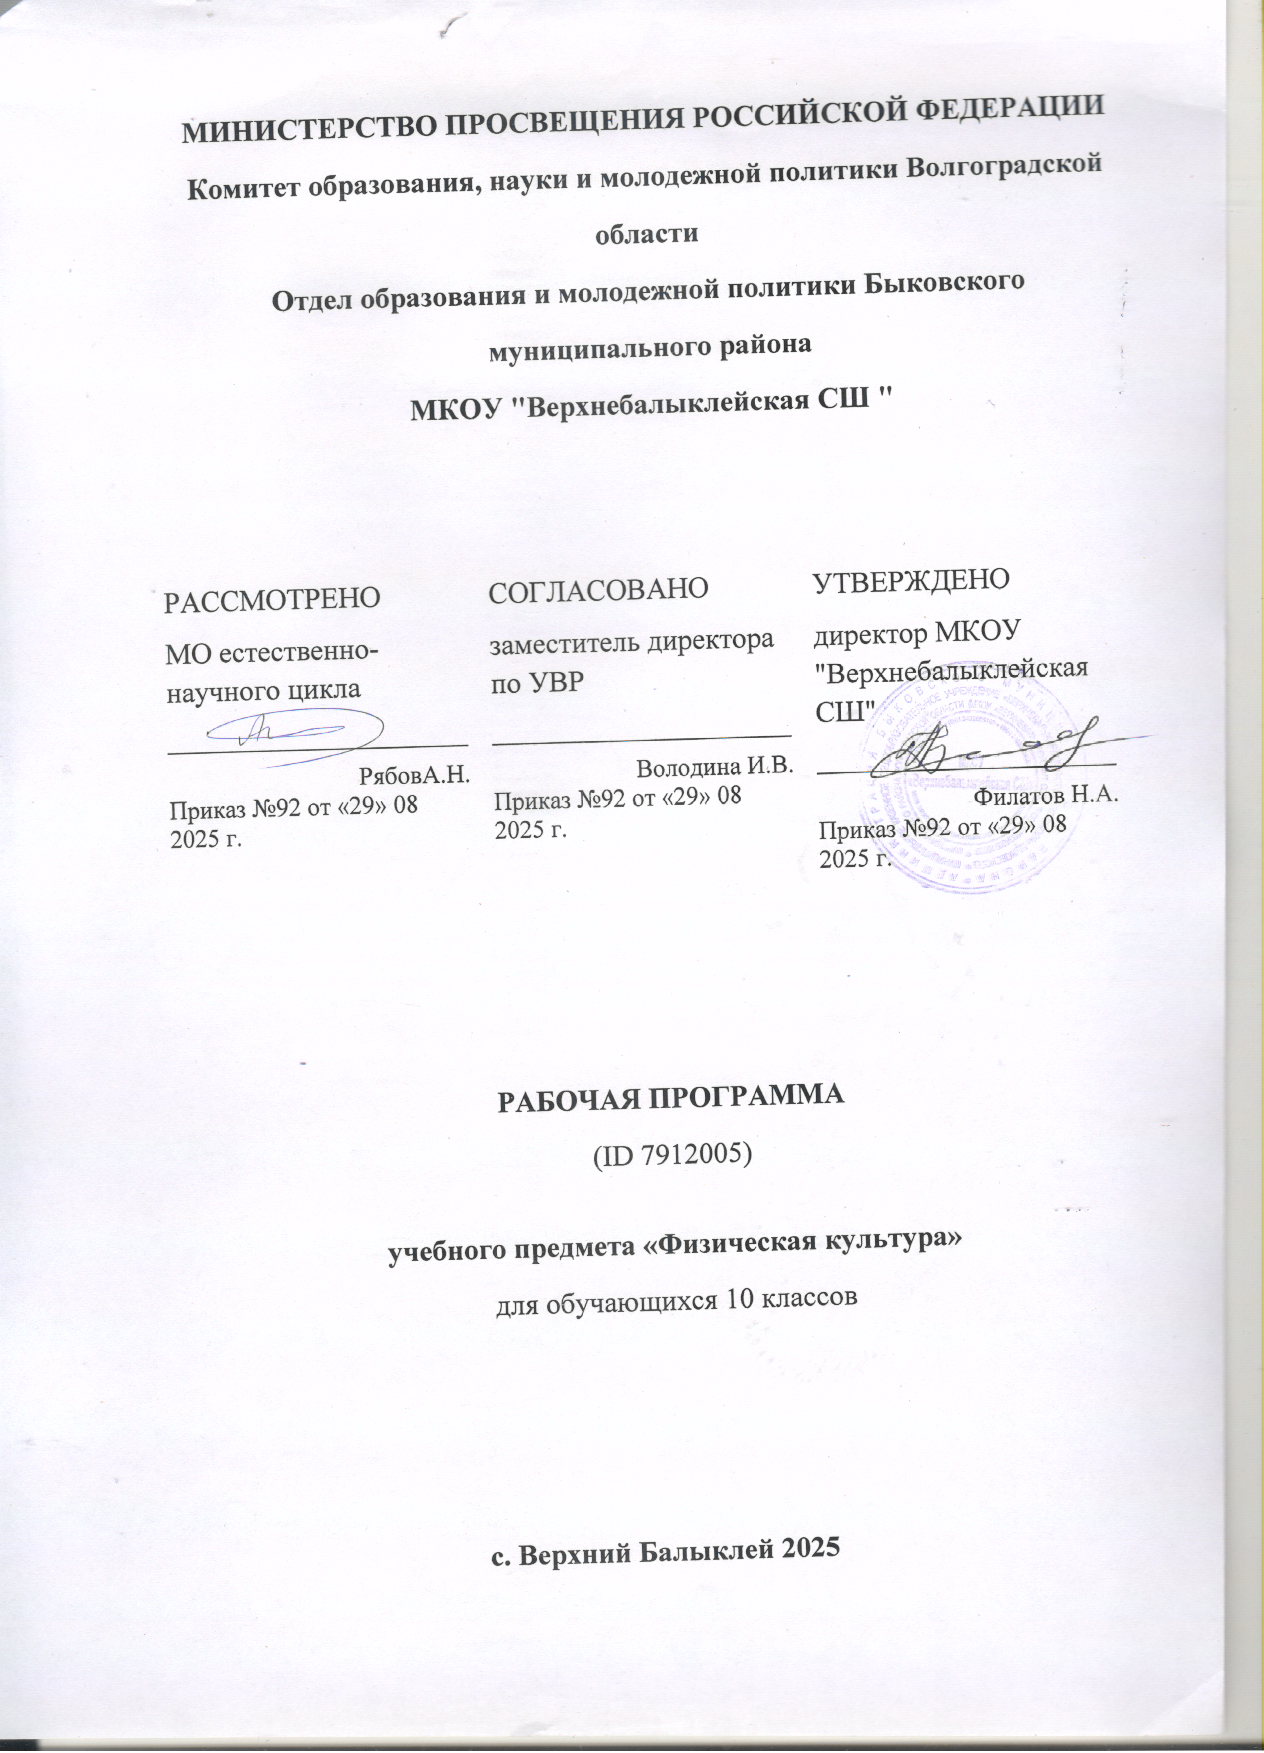 МИНИСТЕРСТВО ПРОСВЕЩЕНИЯ РОССИЙСКОЙ ФЕДЕРАЦИИ
Комитет образования, науки и молодежной политики Волгоградской
области
Отдел образования и молодежной политики Быковского
муниципального района
МКОУ "Верхнебалыклейская СШ "
РАССМОТРЕНО
МО естественно-
научного цикла
РябовА.Н.
Приказ №92 от «29» 08
2025 г.
СОГЛАСОВАНО
заместитель директора
по УВР
Володина И.В.
Приказ №92 от «29» 08
2025 г.
УТВЕРЖДЕНО
директор МКОУ
"Верхнебалыклейская
СШ"
Филатов Н.А.
Приказ №92 от «29» 08
2025 г.
РАБОЧАЯ ПРОГРАММА
(ID 7912005)
учебного предмета «Физическая культура»
для обучающихся 10 классов
с. Верхний Балыклей 2025